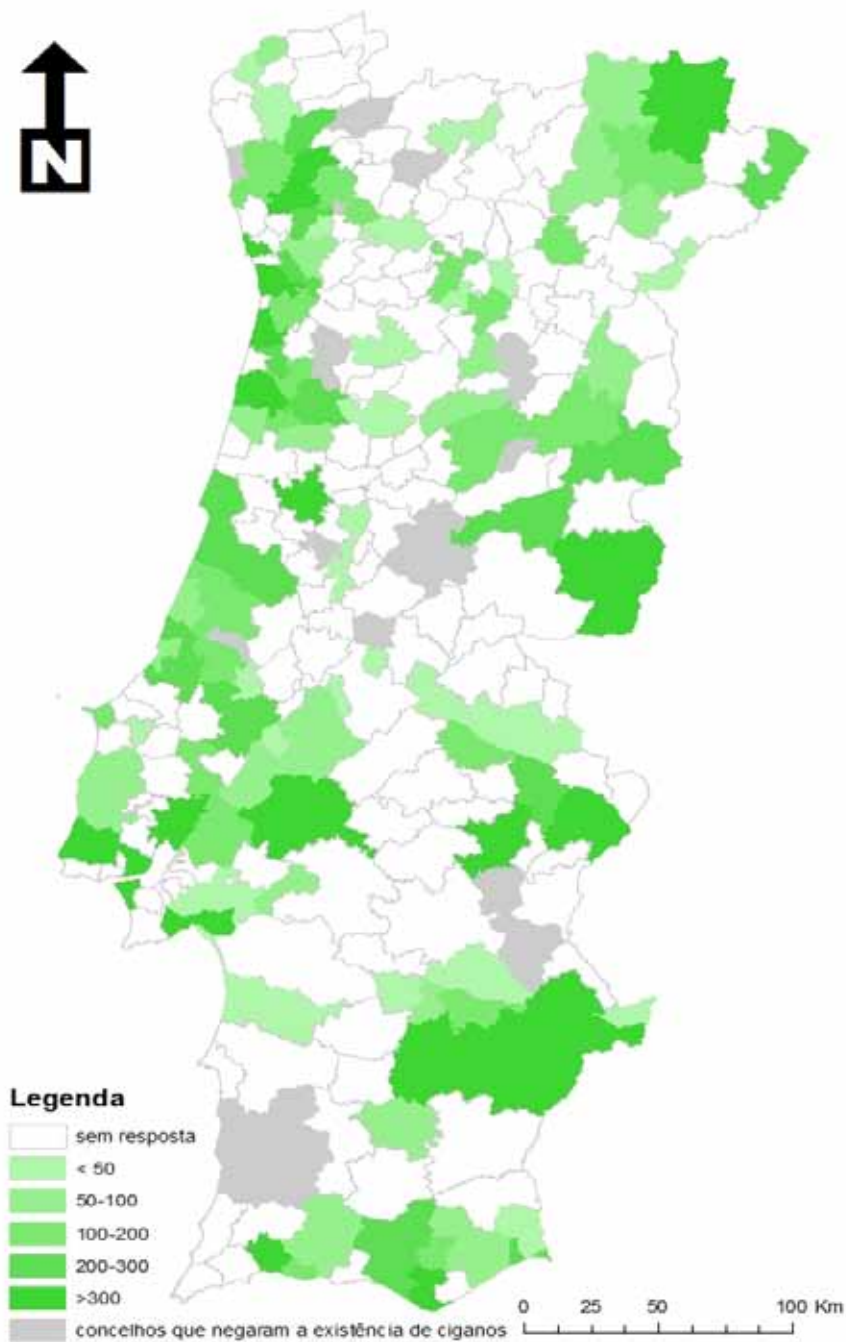 N
Legenda
sem resposta
< 50
50-100
100-200
200-300
>300
concelhos que negaram a existência de ciganos
0 25 50 100 Km